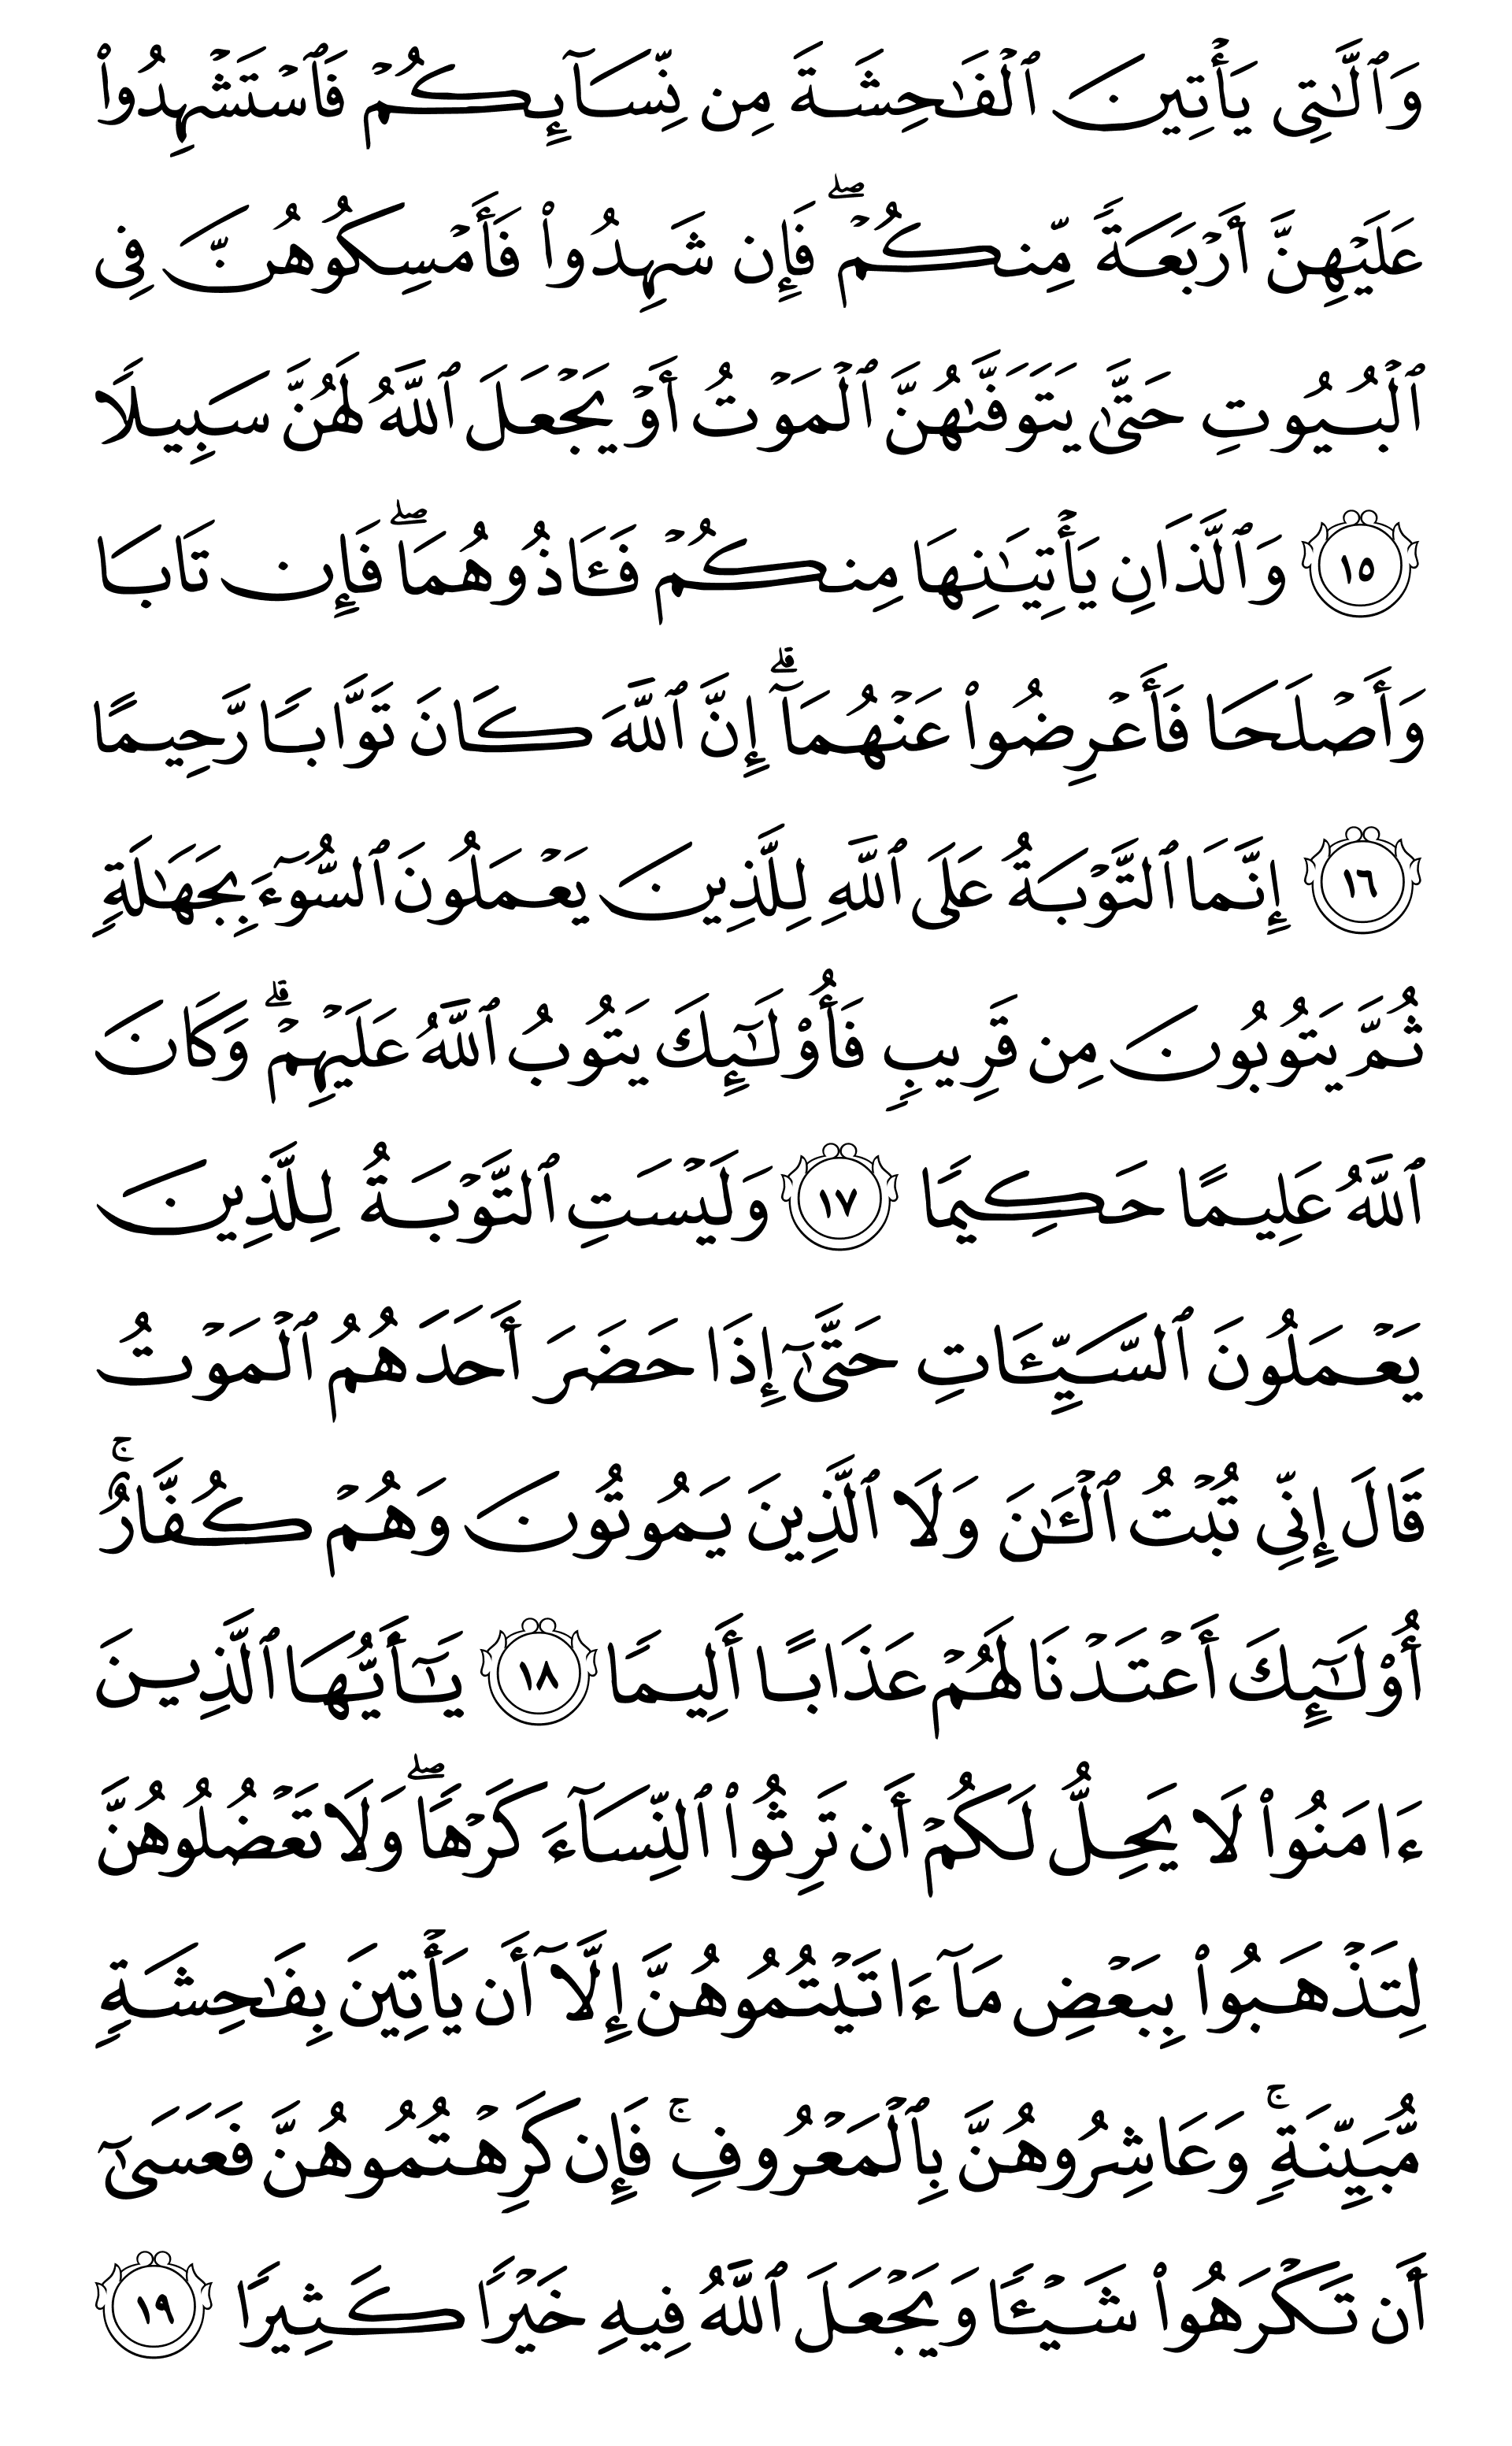 وَٱلَّٰتِى يَأْتِينَ ٱلْفَٰحِشَةَ مِن نِّسَآئِكُمْ فَٱسْتَشْهِدُوا۟
عَلَيْهِنَّ أَرْبَعَةً مِّنكُمْ ۖ فَإِن شَهِدُوا۟ فَأَمْسِكُوهُنَّ فِى
ٱلْبُيُوتِ حَتَّىٰ يَتَوَفَّىٰهُنَّ ٱلْمَوْتُ أَوْ يَجْعَلَ ٱللَّهُ لَهُنَّ سَبِيلًا
١٥ وَٱلَّذَانِ يَأْتِيَٰنِهَا مِنكُمْ فَـَٔاذُوهُمَا ۖ فَإِن تَابَا
وَأَصْلَحَا فَأَعْرِضُوا۟ عَنْهُمَآ ۗ إِنَّ ٱللَّهَ كَانَ تَوَّابًا رَّحِيمًا
١٦ إِنَّمَا ٱلتَّوْبَةُ عَلَى ٱللَّهِ لِلَّذِينَ يَعْمَلُونَ ٱلسُّوٓءَ بِجَهَٰلَةٍ
ثُمَّ يَتُوبُونَ مِن قَرِيبٍ فَأُو۟لَٰٓئِكَ يَتُوبُ ٱللَّهُ عَلَيْهِمْ ۗ وَكَانَ
ٱللَّهُ عَلِيمًا حَكِيمًا ١٧ وَلَيْسَتِ ٱلتَّوْبَةُ لِلَّذِينَ
يَعْمَلُونَ ٱلسَّيِّـَٔاتِ حَتَّىٰٓ إِذَا حَضَرَ أَحَدَهُمُ ٱلْمَوْتُ
قَالَ إِنِّى تُبْتُ ٱلْـَٰٔنَ وَلَا ٱلَّذِينَ يَمُوتُونَ وَهُمْ كُفَّارٌ ۚ
أُو۟لَٰٓئِكَ أَعْتَدْنَا لَهُمْ عَذَابًا أَلِيمًا ١٨ يَٰٓأَيُّهَا ٱلَّذِينَ
ءَامَنُوا۟ لَا يَحِلُّ لَكُمْ أَن تَرِثُوا۟ ٱلنِّسَآءَ كَرْهًا ۖ وَلَا تَعْضُلُوهُنَّ
لِتَذْهَبُوا۟ بِبَعْضِ مَآ ءَاتَيْتُمُوهُنَّ إِلَّآ أَن يَأْتِينَ بِفَٰحِشَةٍ
مُّبَيِّنَةٍ ۚ وَعَاشِرُوهُنَّ بِٱلْمَعْرُوفِ ۚ فَإِن كَرِهْتُمُوهُنَّ فَعَسَىٰٓ
أَن تَكْرَهُوا۟ شَيْـًٔا وَيَجْعَلَ ٱللَّهُ فِيهِ خَيْرًا كَثِيرًا ١٩